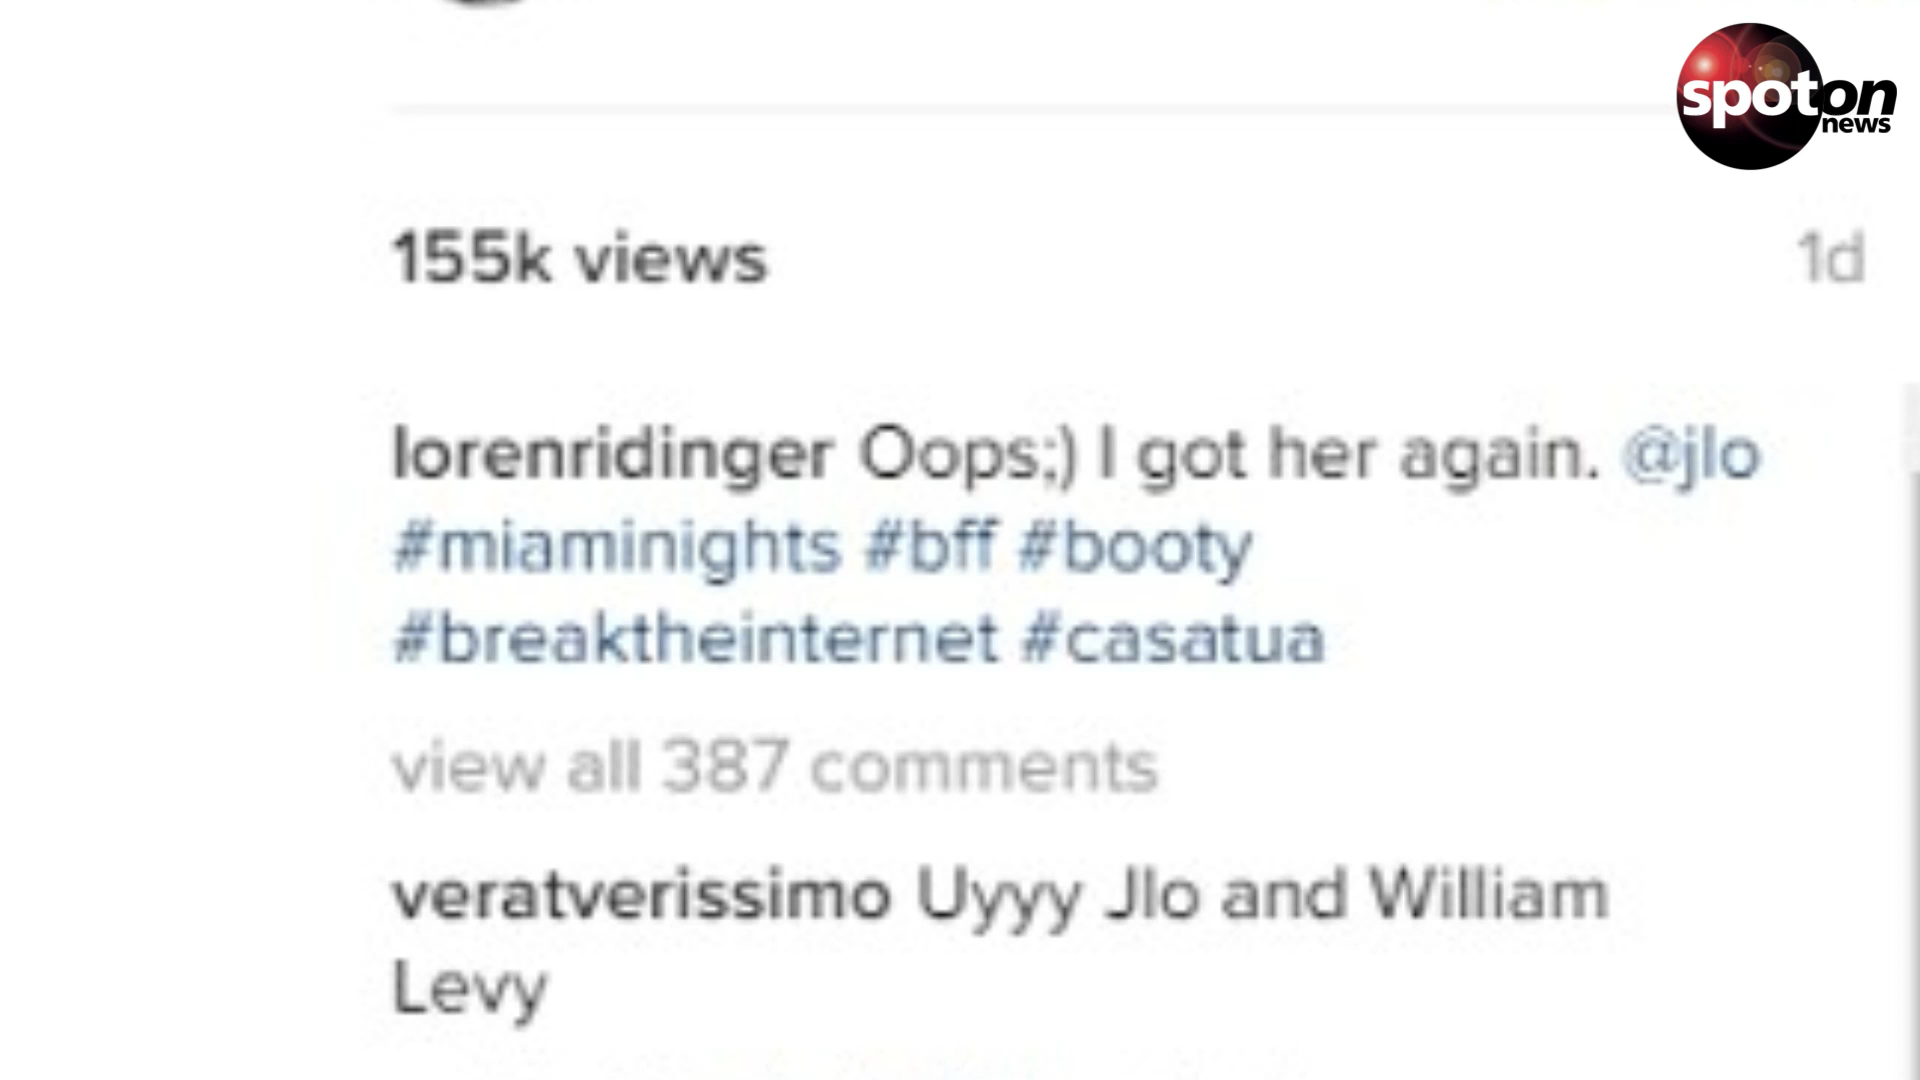 spoton
news
155k views
1d
lorenridinger Oops;) I got her again. @jlo
#miaminights #bff #booty
#breaktheinternet #casatua
view all 387 comments
veratverissimo Uyyy Jlo and William
Levy